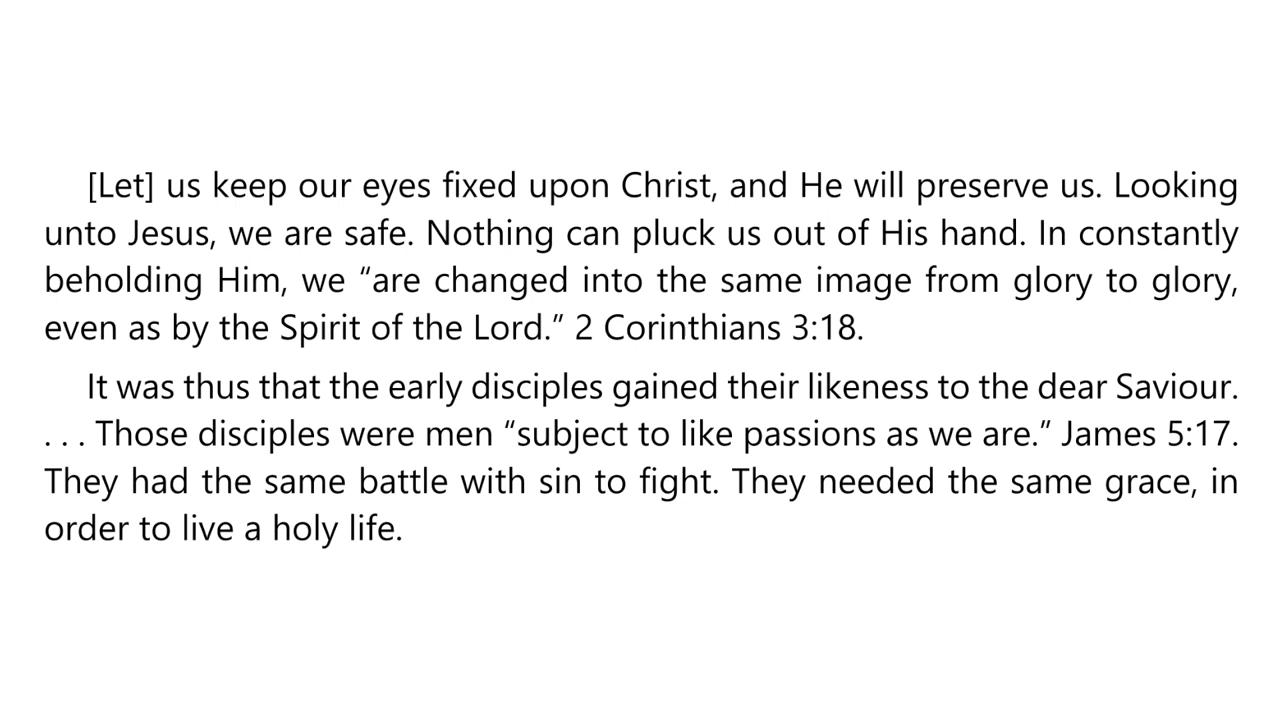 [Let] us keep our eyes fixed upon Christ, and He will preserve us. Looking
unto Jesus, we are safe. Nothing can pluck us out of His hand. In constantly
beholding Him, we “are changed into the same image from glory to glory,
even as by the Spirit of the Lord.” 2 Corinthians 3:18.
It was thus that the early disciples gained their likeness to the dear Saviour.
. . . Those disciples were men “subject to like passions as we are.” James 5:17.
They had the same battle with sin to fight. They needed the same grace, in
order to live a holy life.